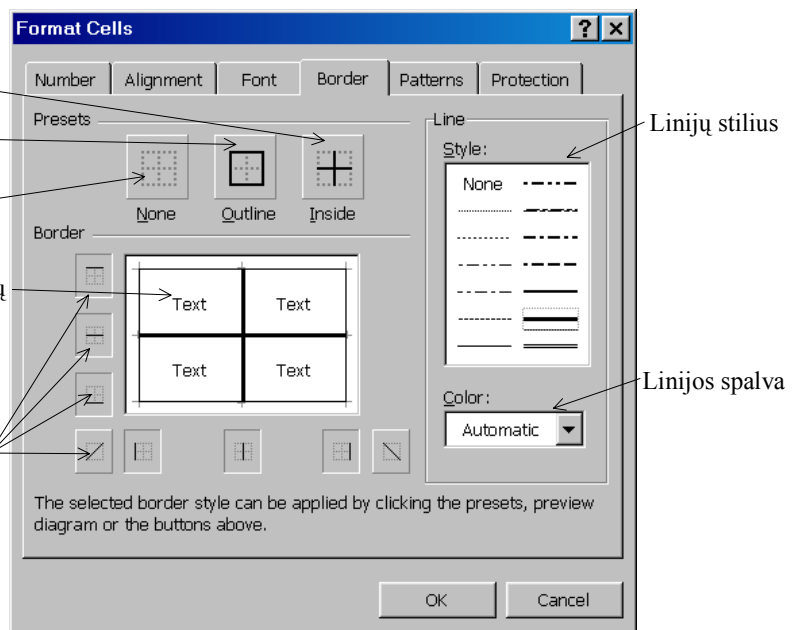 Format Cells
Number Alignment Font Border Patterns Protection
Presets
None Outline Inside
Border
Text Text
Text Text
Line
Style:
None
Color:
Automatic
Linijų stilius
Linijos spalva
ų
The selected border style can be applied by clicking the presets, preview
diagram or the buttons above.
OK Cancel